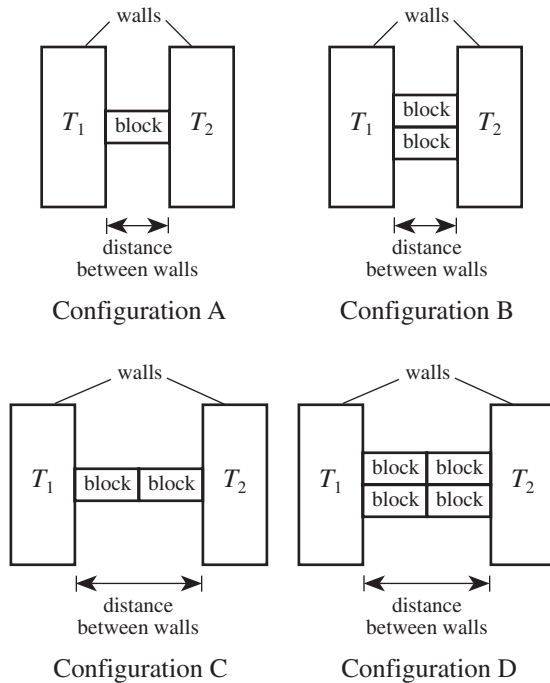 walls
T1 block T2
distance
between walls
Configuration A
walls
T1 block T2
block
distance
between walls
Configuration B
walls
T1 block block T2
distance
between walls
Configuration C
walls
T1 block block T2
block block
distance
between walls
Configuration D